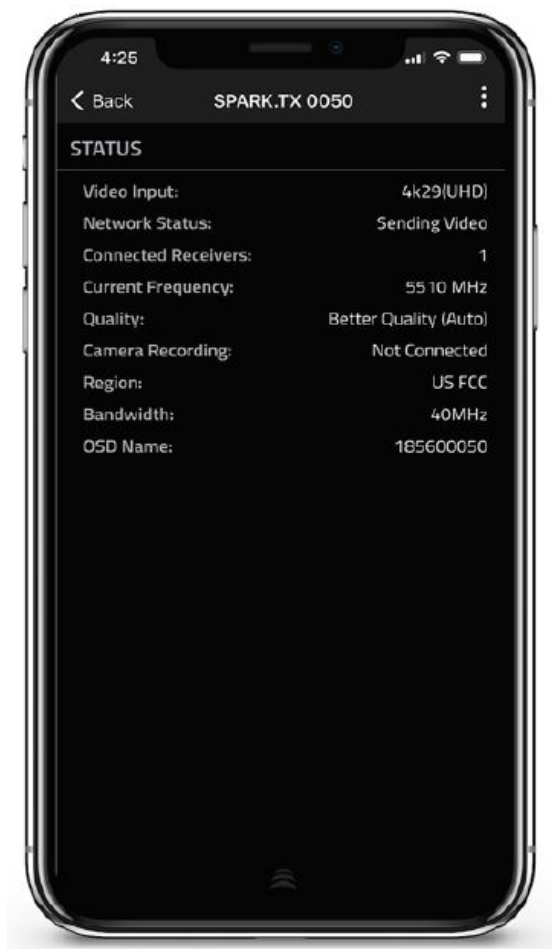 4:25
Back SPARK.TX 0050
STATUS
Video Input: 4k29(UHD)
Network Status: Sending Video
Connected Receivers: 1
Current Frequency: 5510 MHz
Quality: Better Quality (Auto)
Camera Recording: Not Connected
Region: US FCC
Bandwidth: 40MHz
OSD Name: 185600050